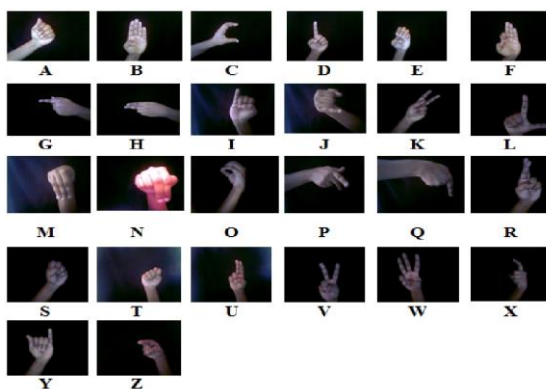 A B C D E F
G H I J K L
M N O P Q R
S T U V W X
Y Z